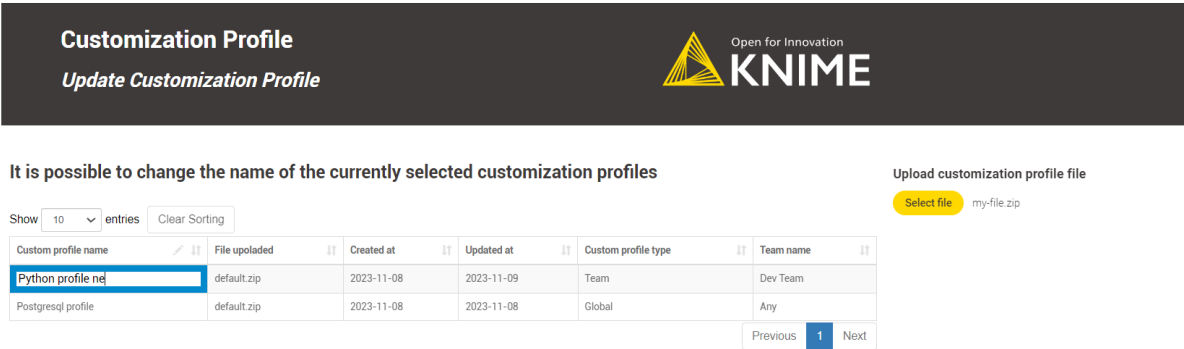 Customization Profile
Update Customization Profile
Open for Innovation
KNIME
It is possible to change the name of the currently selected customization profiles
Upload customization profile file
Select file my-file.zip
Show 10 entries Clear Sorting
Custom profile name File upoladed Created at Updated at Custom profile type Team name
Python profile ne default.zip 2023-11-08 2023-11-09 Team Dev Team
Postgresql profile default.zip 2023-11-08 2023-11-08 Global Any
Previous 1 Next